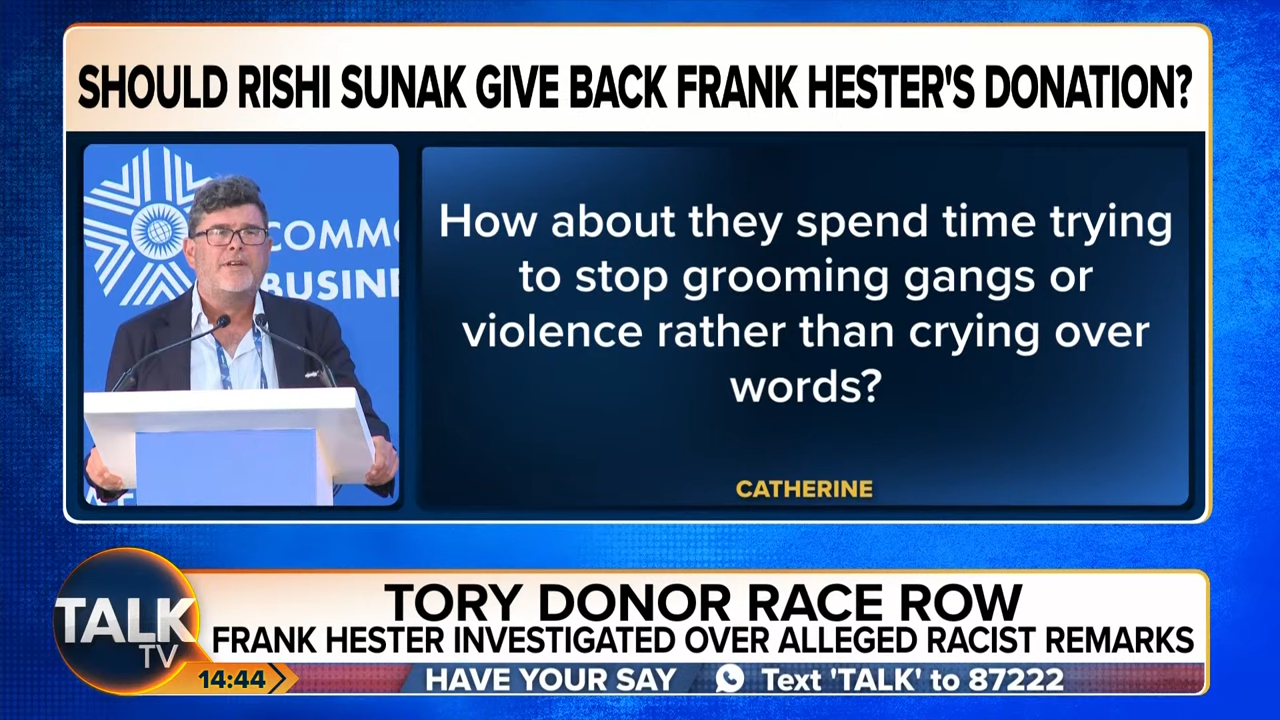 SHOULD RISHI SUNAK GIVE BACK FRANK HESTER'S DONATION?
COMMO
BUSINE
How about they spend time trying
to stop grooming gangs or
violence rather than crying over
words?
CATHERINE
TALK
TV
14:44
TORY DONOR RACE ROW
FRANK HESTER INVESTIGATED OVER ALLEGED RACIST REMARKS
HAVE YOUR SAY Text 'TALK' to 87222